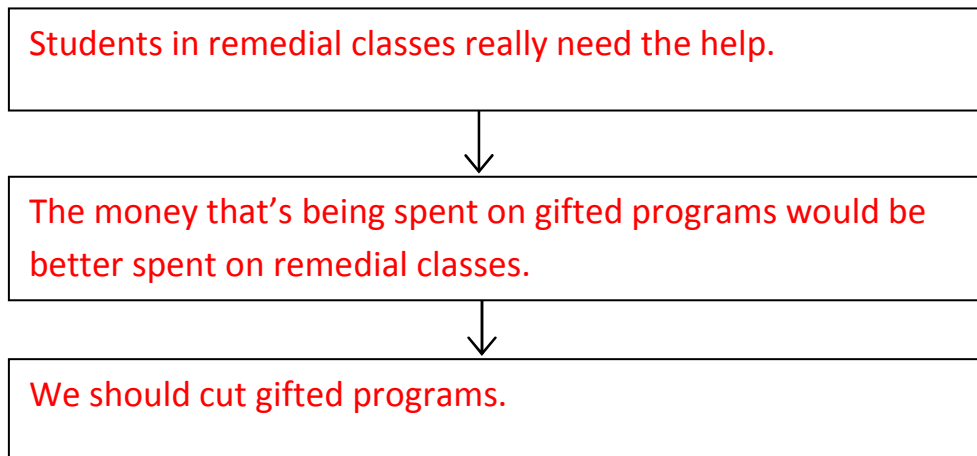 Students in remedial classes really need the help.
The money that’s being spent on gifted programs would be
better spent on remedial classes.
We should cut gifted programs.